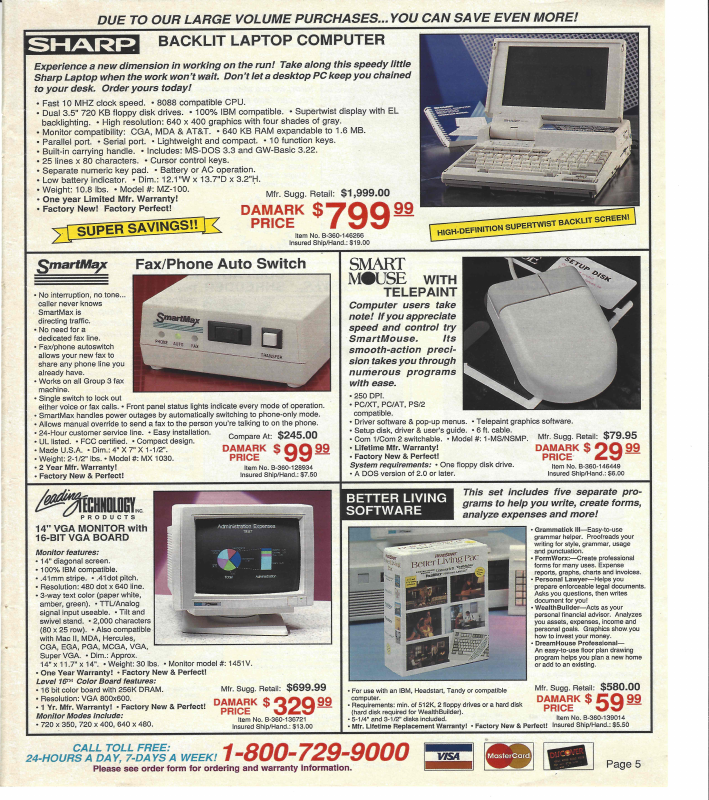 DUE TO OUR LARGE VOLUME PURCHASES...YOU CAN SAVE EVEN MORE!
SHARP
BACKLIT LAPTOP COMPUTER
Experience a new dimension in working on the run! Take along this speedy little
Sharp Laptop when the work won't wait. Don't let a desktop PC keep you chained
to your desk. Order yours today!
• Fast 10 MHZ clock speed. • 8088 compatible CPU.
• Dual 3.5" 720 KB floppy disk drives. • 100% IBM compatible. • Supertwist display with EL
backlighting. • High resolution: 640 x 400 graphics with four shades of gray.
• Monitor compatibility: CGA, MDA & AT&T. • 640 KB RAM expandable to 1.6 MB.
• Parallel port. • Serial port. • Lightweight and compact. • 10 function keys.
• Built-in carrying handle. • Includes: MS-DOS 3.3 and GW-Basic 3.22.
• 25 lines x 80 characters. • Cursor control keys.
• Separate numeric key pad. • Battery or AC operation.
• Low battery indicator. • Dim.: 12.1"W x 13.7"D x 3.2"H.
• Weight: 10.8 lbs. • Model #: MZ-100.
• One year Limited Mfr. Warranty!
• Factory New! Factory Perfect!
SUPER SAVINGS!!
Mfr. Sugg. Retail: $1,999.00
DAMARK PRICE $799 99
Item No. B-360-146266
Insured Ship/Hand.: $19.00
HIGH-DEFINITION SUPERTWIST BACKLIT SCREEN!
SmartMax
Fax/Phone Auto Switch
• No interruption, no tone...
caller never knows
SmartMax is
directing traffic.
• No need for a
dedicated fax line.
• Fax/phone autoswitch
allows your new fax to
share any phone line you
already have.
• Works on all Group 3 fax
machine.
• Single switch to lock out
either voice or fax calls. • Front panel status lights indicate every mode of operation.
• SmartMax handles power outages by automatically switching to phone-only mode.
• Allows manual override to send a fax to the person you're talking to on the phone.
• 24-Hour customer service line. • Easy installation.
• UL listed. • FCC certified. • Compact design.
• Made U.S.A. • Dim.: 4" X 7" X 1-1/2".
• Weight: 2-1/2" lbs. • Model #: MX 1030.
• 2 Year Mfr. Warranty!
• Factory New & Perfect!
SmartMax
PHONE AUTO FAX
TRANSFER
Compare At: $245.00
DAMARK PRICE $99 99
Item No. B-360-126934
Insured Ship/Hand.: $7.50
SMART
MOUSE WITH
TELEPAINT
Computer users take
note! If you appreciate
speed and control try
SmartMouse. Its
smooth-action preci-
sion takes you through
numerous programs
with ease.
• 250 DPI.
• PC/XT, PC/AT, PS/2
compatible.
• Driver software & pop-up menus. • Telepaint graphics software.
• Setup disk, driver & user's guide. • 6 ft. cable.
• Com 1/Com 2 switchable. • Model #: 1-MS/NSMP.
• Lifetime Mfr. Warranty!
• Factory New & Perfect!
System requirements: • One floppy disk drive.
• A DOS version of 2.0 or later.
SETUP DISK
Mfr. Sugg. Retail: $79.95
DAMARK PRICE $29 99
Item No. B-360-146449
Insured Ship/Hand.: $6.00
Leading
TECHNOLOGY INC.
PRODUCTS
14" VGA MONITOR with
16-BIT VGA BOARD
Monitor features:
• 14" diagonal screen.
• 100% IBM compatible.
• .41mm stripe. • .41dot pitch.
• Resolution: 480 dot x 640 line.
• 3-way text color (paper white,
amber, green). • TTL/Analog
signal input useable. • Tilt and
swivel stand. • 2,000 characters
(80 x 25 row). • Also compatible
with Mac II, MDA, Hercules,
CGA, EGA, PGA, MCGA, VGA,
Super VGA. • Dim.: Approx.
14" x 11.7" x 14". • Weight: 30 lbs. • Monitor model #: 1451V.
• One Year Warranty! • Factory New & Perfect!
Level 16™ Color Board features:
• 16 bit color board with 256K DRAM.
• Resolution: VGA 800x600.
• 1 Yr. Mfr. Warranty! • Factory New & Perfect!
Monitor Modes include:
• 720 x 350, 720 x 400, 640 x 480.
Administration Expenses
Mfr. Sugg. Retail: $699.99
DAMARK PRICE $329 99
Item No. B-360-136721
Insured Ship/Hand.: $13.00
BETTER LIVING
SOFTWARE
This set includes five separate pro-
grams to help you write, create forms,
analyze expenses and more!
• Grammatick III—Easy-to-use
grammar helper. Proofreads your
writing for style, grammar, usage
and punctuation.
• FormWorx:—Create professional
forms for many uses. Expense
reports, graphs, charts and invoices.
• Personal Lawyer—Helps you
prepare enforceable legal documents.
Asks you questions, then writes
document for you!
• WealthBuilder—Acts as your
personal financial advisor. Analyzes
you assets, expenses, income and
personal goals. Graphics show you
how to invest your money.
• DreamHouse Professional—
An easy-to-use floor plan drawing
program helps you plan a new home
or add to an existing.
Better Living Pac
• For use with an IBM, Headstart, Tandy or compatible
computer.
• Requirements: min. of 512K, 2 floppy drives or a hard disk
(hard disk required for WealthBuilder).
• 5-1/4" and 3-1/2" disks included.
• Mfr. Lifetime Replacement Warranty! • Factory New & Perfect!
Mfr. Sugg. Retail: $580.00
DAMARK PRICE $59 99
Item No. B-360-139014
Insured Ship/Hand.: $5.50
CALL TOLL FREE:
24-HOURS A DAY, 7-DAYS A WEEK! 1-800-729-9000
Please see order form for ordering and warranty information.
VISA
MasterCard
DISCOVER
Page 5